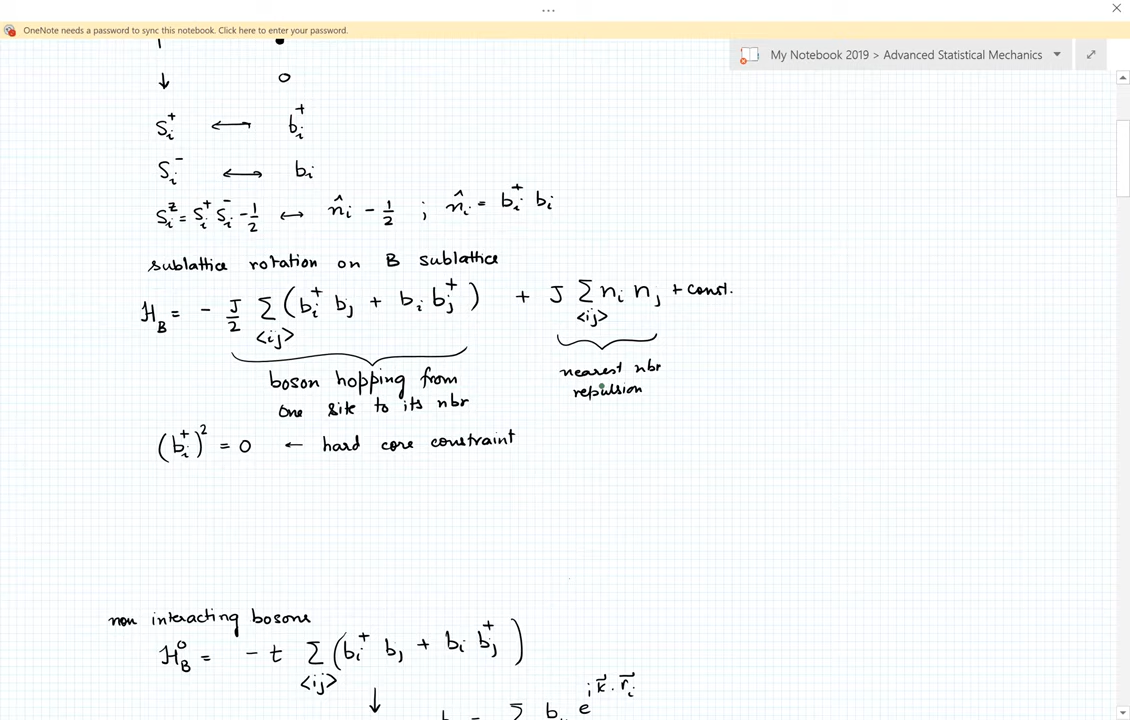 ...
OneNote needs a password to sync this notebook. Click here to enter your password.
My Notebook 2019 > Advanced Statistical Mechanics
↓ 0
S_i^+ ⟷ b_i^+
S_i^- ⟷ b_i
S_i^z = S_i^+ S_i^- - 1/2 ↔ n̂_i - 1/2 ; n̂_i = b_i^+ b_i
sublattice rotation on B sublattice
H_B = - J/2 Σ_<ij> (b_i^+ b_j + b_i b_j^+) + J Σ_<ij> n_i n_j + const.
boson hopping from one site to its nbr
nearest nbr repulsion
(b_i^+)^2 = 0 ← hard core constraint
non interacting bosons
H_B^0 = - t Σ_<ij> (b_i^+ b_j + b_i b_j^+)
↓
e^{i k⃗ . r⃗_i}